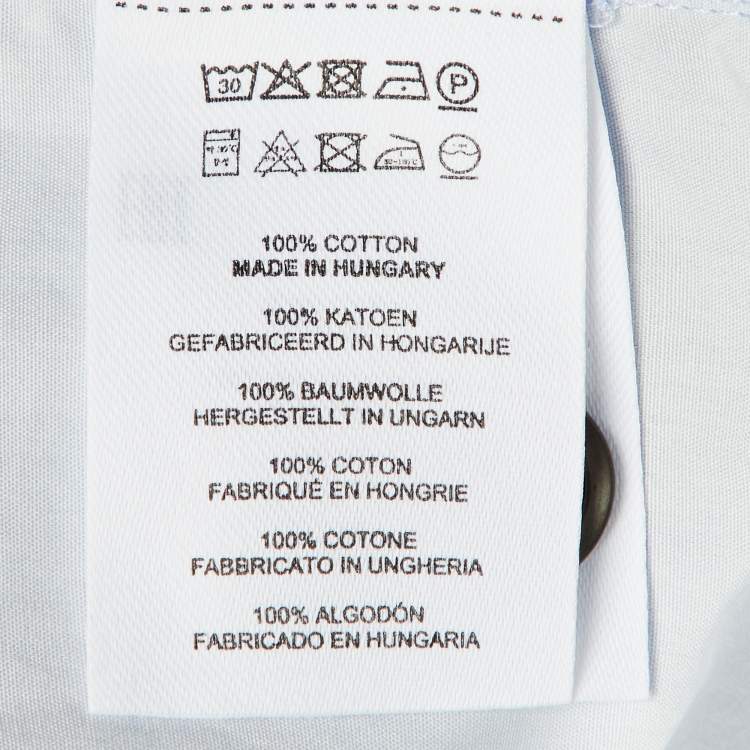 30
P
100% COTTON
MADE IN HUNGARY
100% KATOEN
GEFABRICEERD IN HONGARIJE
100% BAUMWOLLE
HERGESTELLT IN UNGARN
100% COTON
FABRIQUÉ EN HONGRIE
100% COTONE
FABBRICATO IN UNGHERIA
100% ALGODÓN
FABRICADO EN HUNGARIA